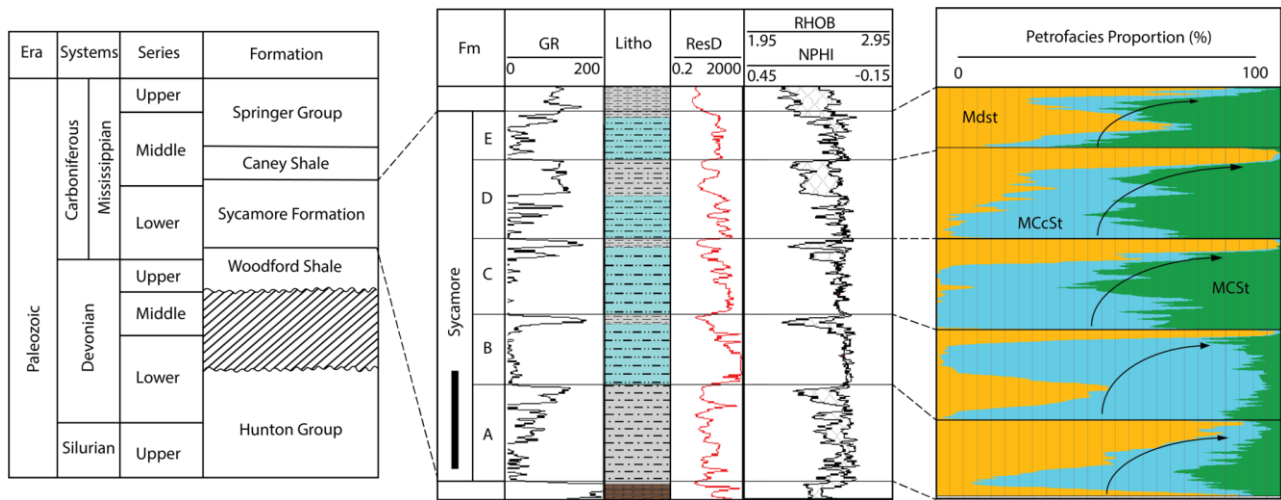 Era Systems Series Formation
Paleozoic
Carboniferous
Mississippian
Devonian
Silurian
Upper
Middle
Lower
Upper
Middle
Lower
Upper
Springer Group
Caney Shale
Sycamore Formation
Woodford Shale
Hunton Group
Fm GR Litho ResD RHOB
1.95 2.95
NPHI
0 200 0.2 2000 0.45 -0.15
Sycamore
E
D
C
B
A
Petrofacies Proportion (%)
0 100
Mdst
MCcSt
MCSt